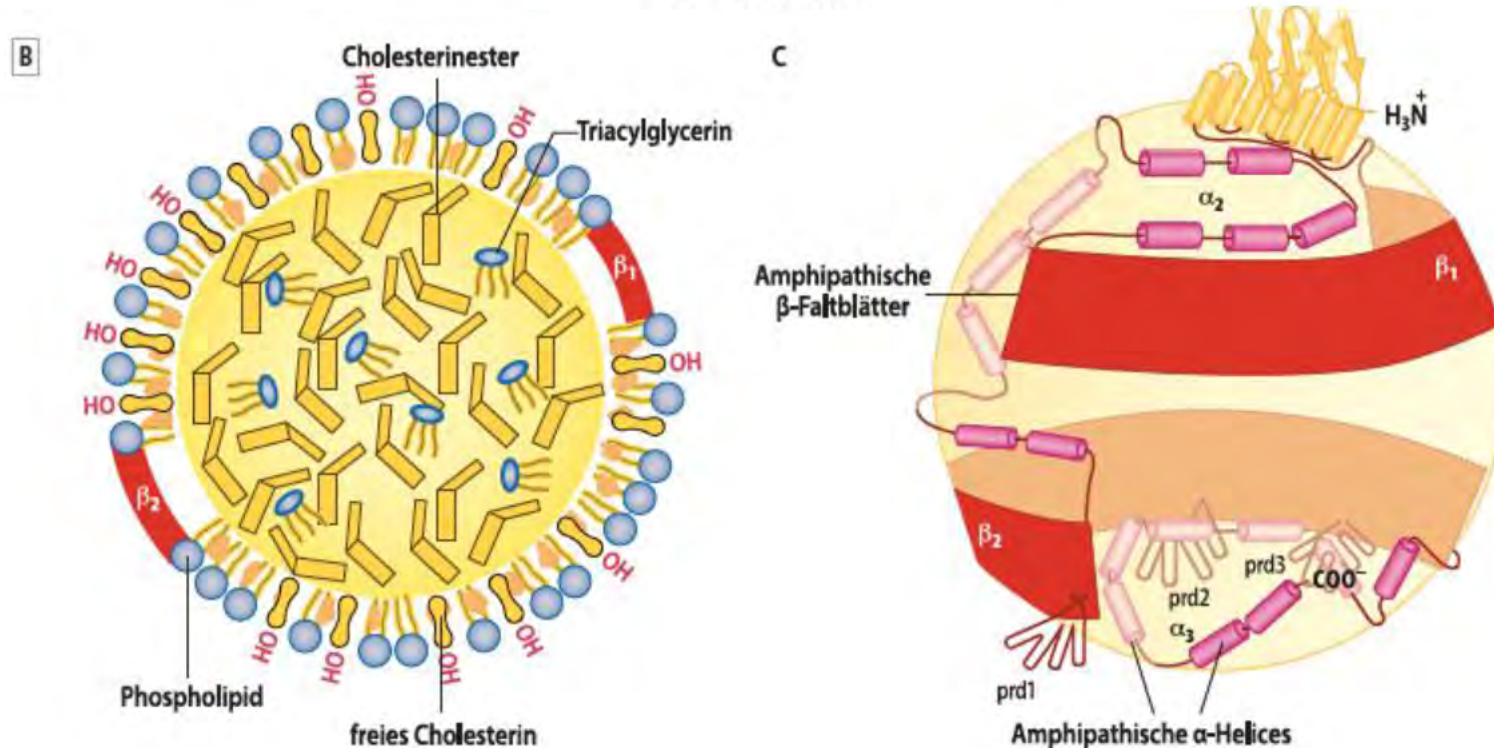 B
Cholesterinester
Triacylglycerin
HO
OH
HO
HO
HO
HO
β₁
OH
β₂
OH
OH
HO
HO
OH
Phospholipid
freies Cholesterin
C
H₃N⁺
α₂
Amphipathische
β-Faltblätter
β₁
β₂
prd3
COO⁻
prd2
α₃
prd1
Amphipathische α-Helices